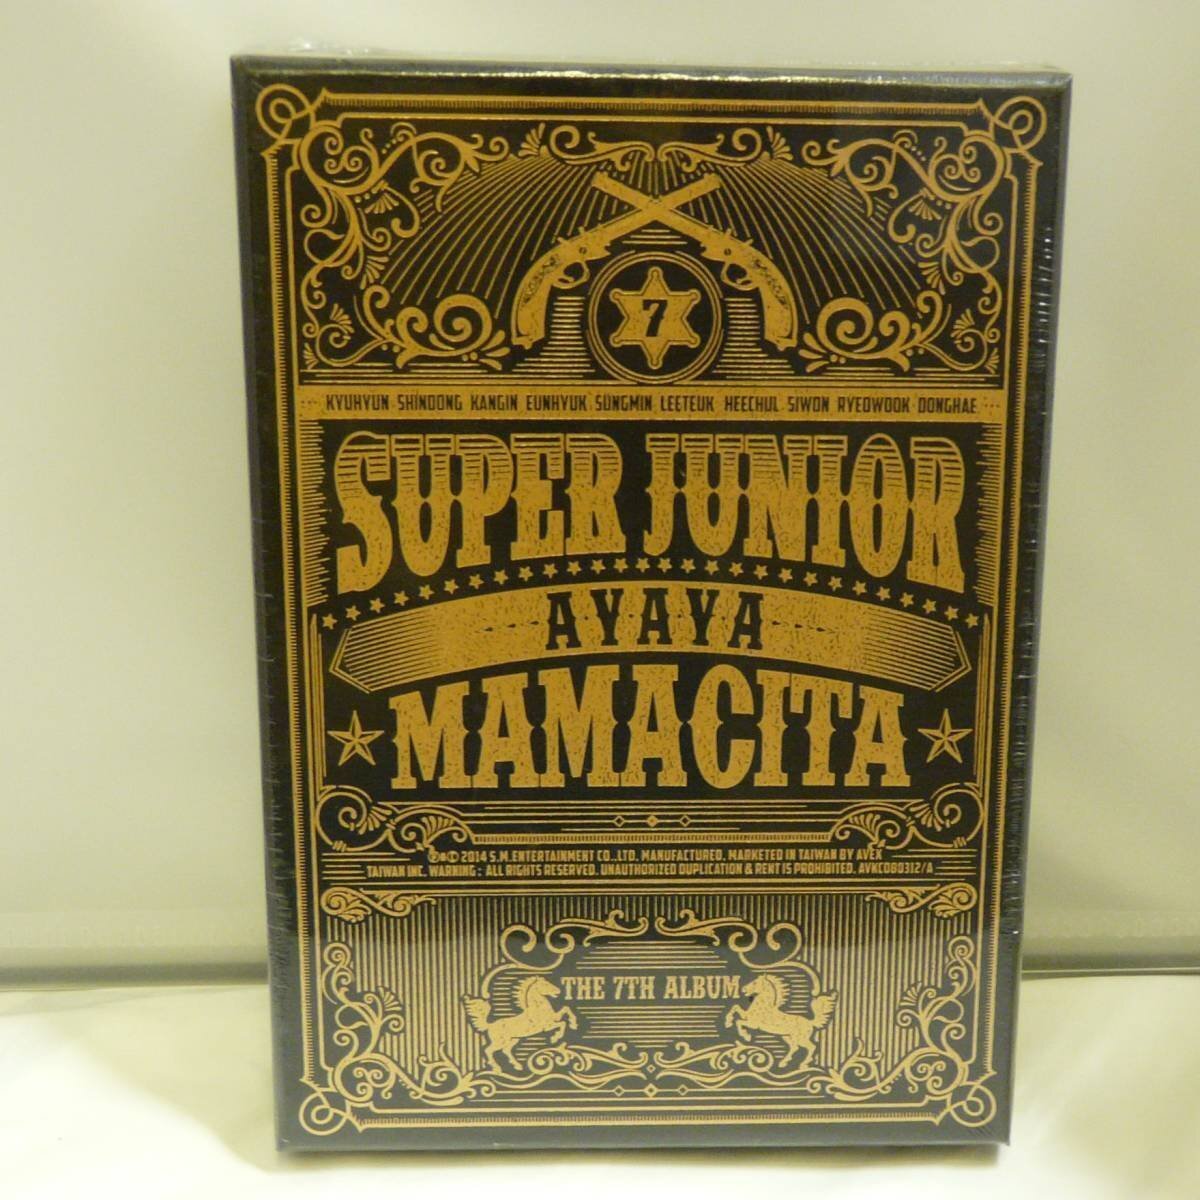 7
KYUHYUN SHINDONG KANGIN EUNHYUK SUNGMIN LEETEUK HEECHUL SIWON RYEOWOOK DONGHAE
SUPER JUNIOR
AYAYA
MAMACITA
℗&© 2014 S.M.ENTERTAINMENT CO.,LTD. MANUFACTURED, MARKETED IN TAIWAN BY AVEX
TAIWAN INC. WARNING : ALL RIGHTS RESERVED. UNAUTHORIZED DUPLICATION & RENT IS PROHIBITED. AVKCD80312/A
THE 7TH ALBUM